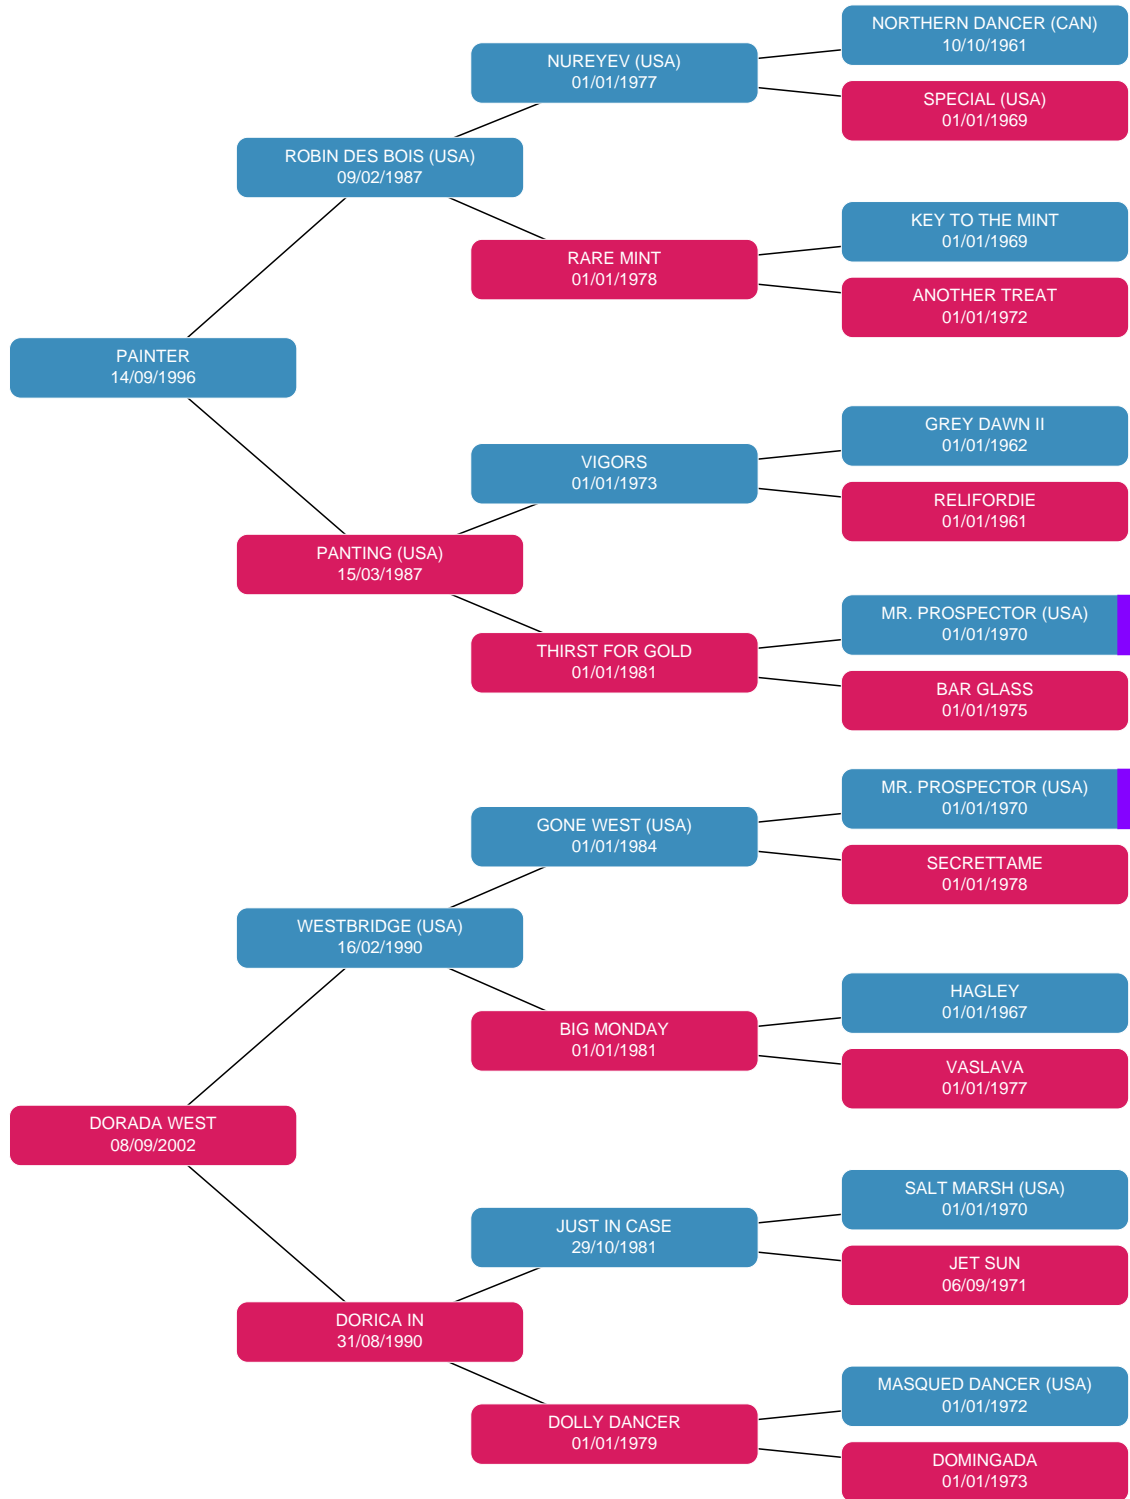 NORTHERN DANCER (CAN)
10/10/1961
NUREYEV (USA)
01/01/1977
SPECIAL (USA)
01/01/1969
ROBIN DES BOIS (USA)
09/02/1987
KEY TO THE MINT
01/01/1969
RARE MINT
01/01/1978
ANOTHER TREAT
01/01/1972
PAINTER
14/09/1996
GREY DAWN II
01/01/1962
VIGORS
01/01/1973
RELIFORDIE
01/01/1961
PANTING (USA)
15/03/1987
MR. PROSPECTOR (USA)
01/01/1970
THIRST FOR GOLD
01/01/1981
BAR GLASS
01/01/1975
MR. PROSPECTOR (USA)
01/01/1970
GONE WEST (USA)
01/01/1984
SECRETTAME
01/01/1978
WESTBRIDGE (USA)
16/02/1990
HAGLEY
01/01/1967
BIG MONDAY
01/01/1981
VASLAVA
01/01/1977
DORADA WEST
08/09/2002
SALT MARSH (USA)
01/01/1970
JUST IN CASE
29/10/1981
JET SUN
06/09/1971
DORICA IN
31/08/1990
MASQUED DANCER (USA)
01/01/1972
DOLLY DANCER
01/01/1979
DOMINGADA
01/01/1973